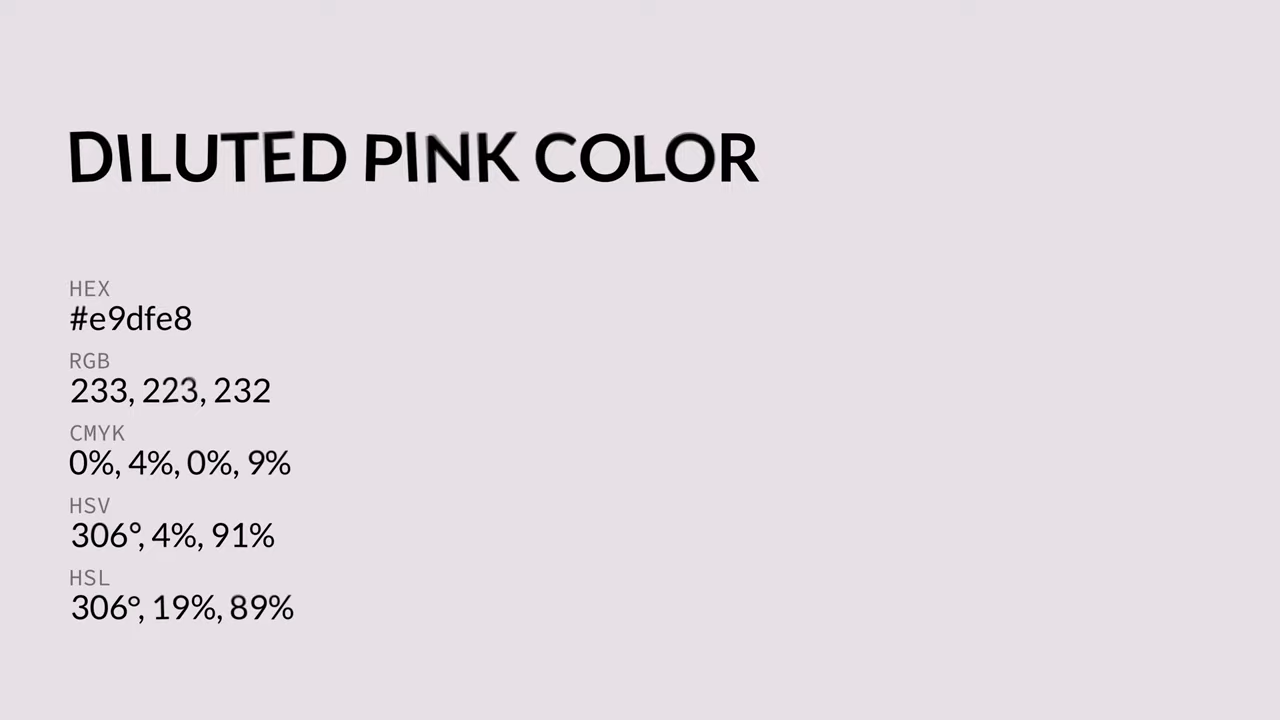 DILUTED PINK COLOR
HEX
#e9dfe8
RGB
233, 223, 232
CMYK
0%, 4%, 0%, 9%
HSV
306°, 4%, 91%
HSL
306°, 19%, 89%